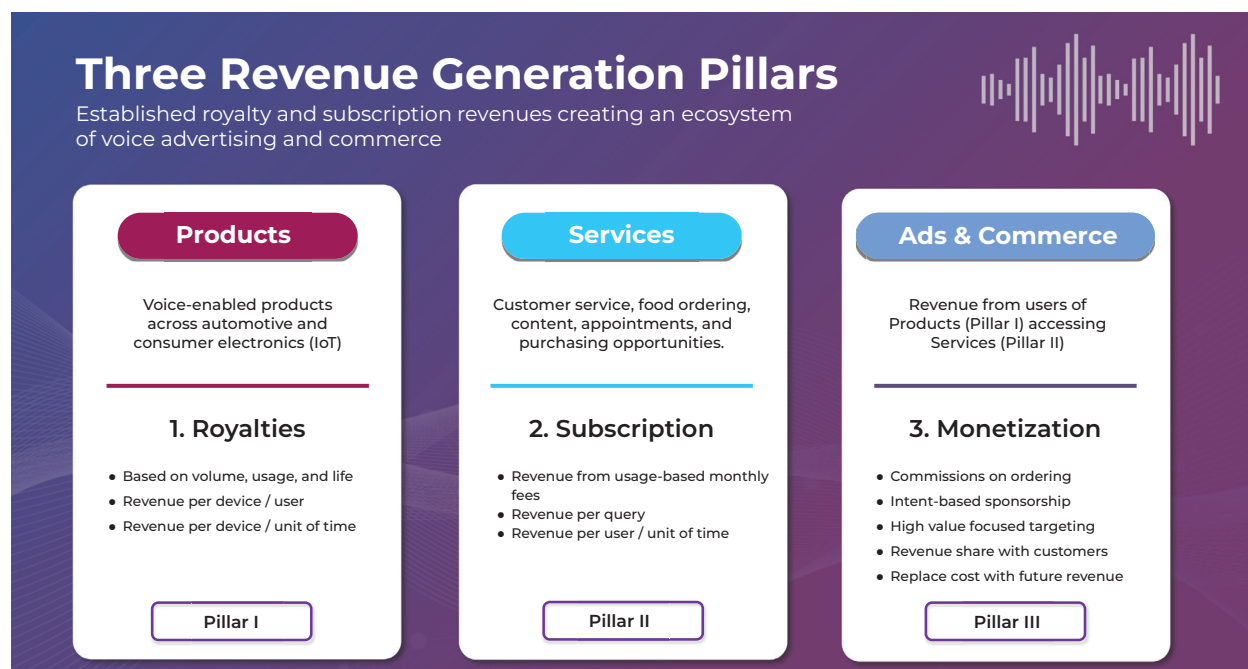 Three Revenue Generation Pillars
Established royalty and subscription revenues creating an ecosystem
of voice advertising and commerce
Products
Voice-enabled products
across automotive and
consumer electronics (IoT)
1. Royalties
● Based on volume, usage, and life
● Revenue per device / user
● Revenue per device / unit of time
Pillar I
Services
Customer service, food ordering,
content, appointments, and
purchasing opportunities.
2. Subscription
● Revenue from usage-based monthly
fees
● Revenue per query
● Revenue per user / unit of time
Pillar II
Ads & Commerce
Revenue from users of
Products (Pillar I) accessing
Services (Pillar II)
3. Monetization
● Commissions on ordering
● Intent-based sponsorship
● High value focused targeting
● Revenue share with customers
● Replace cost with future revenue
Pillar III